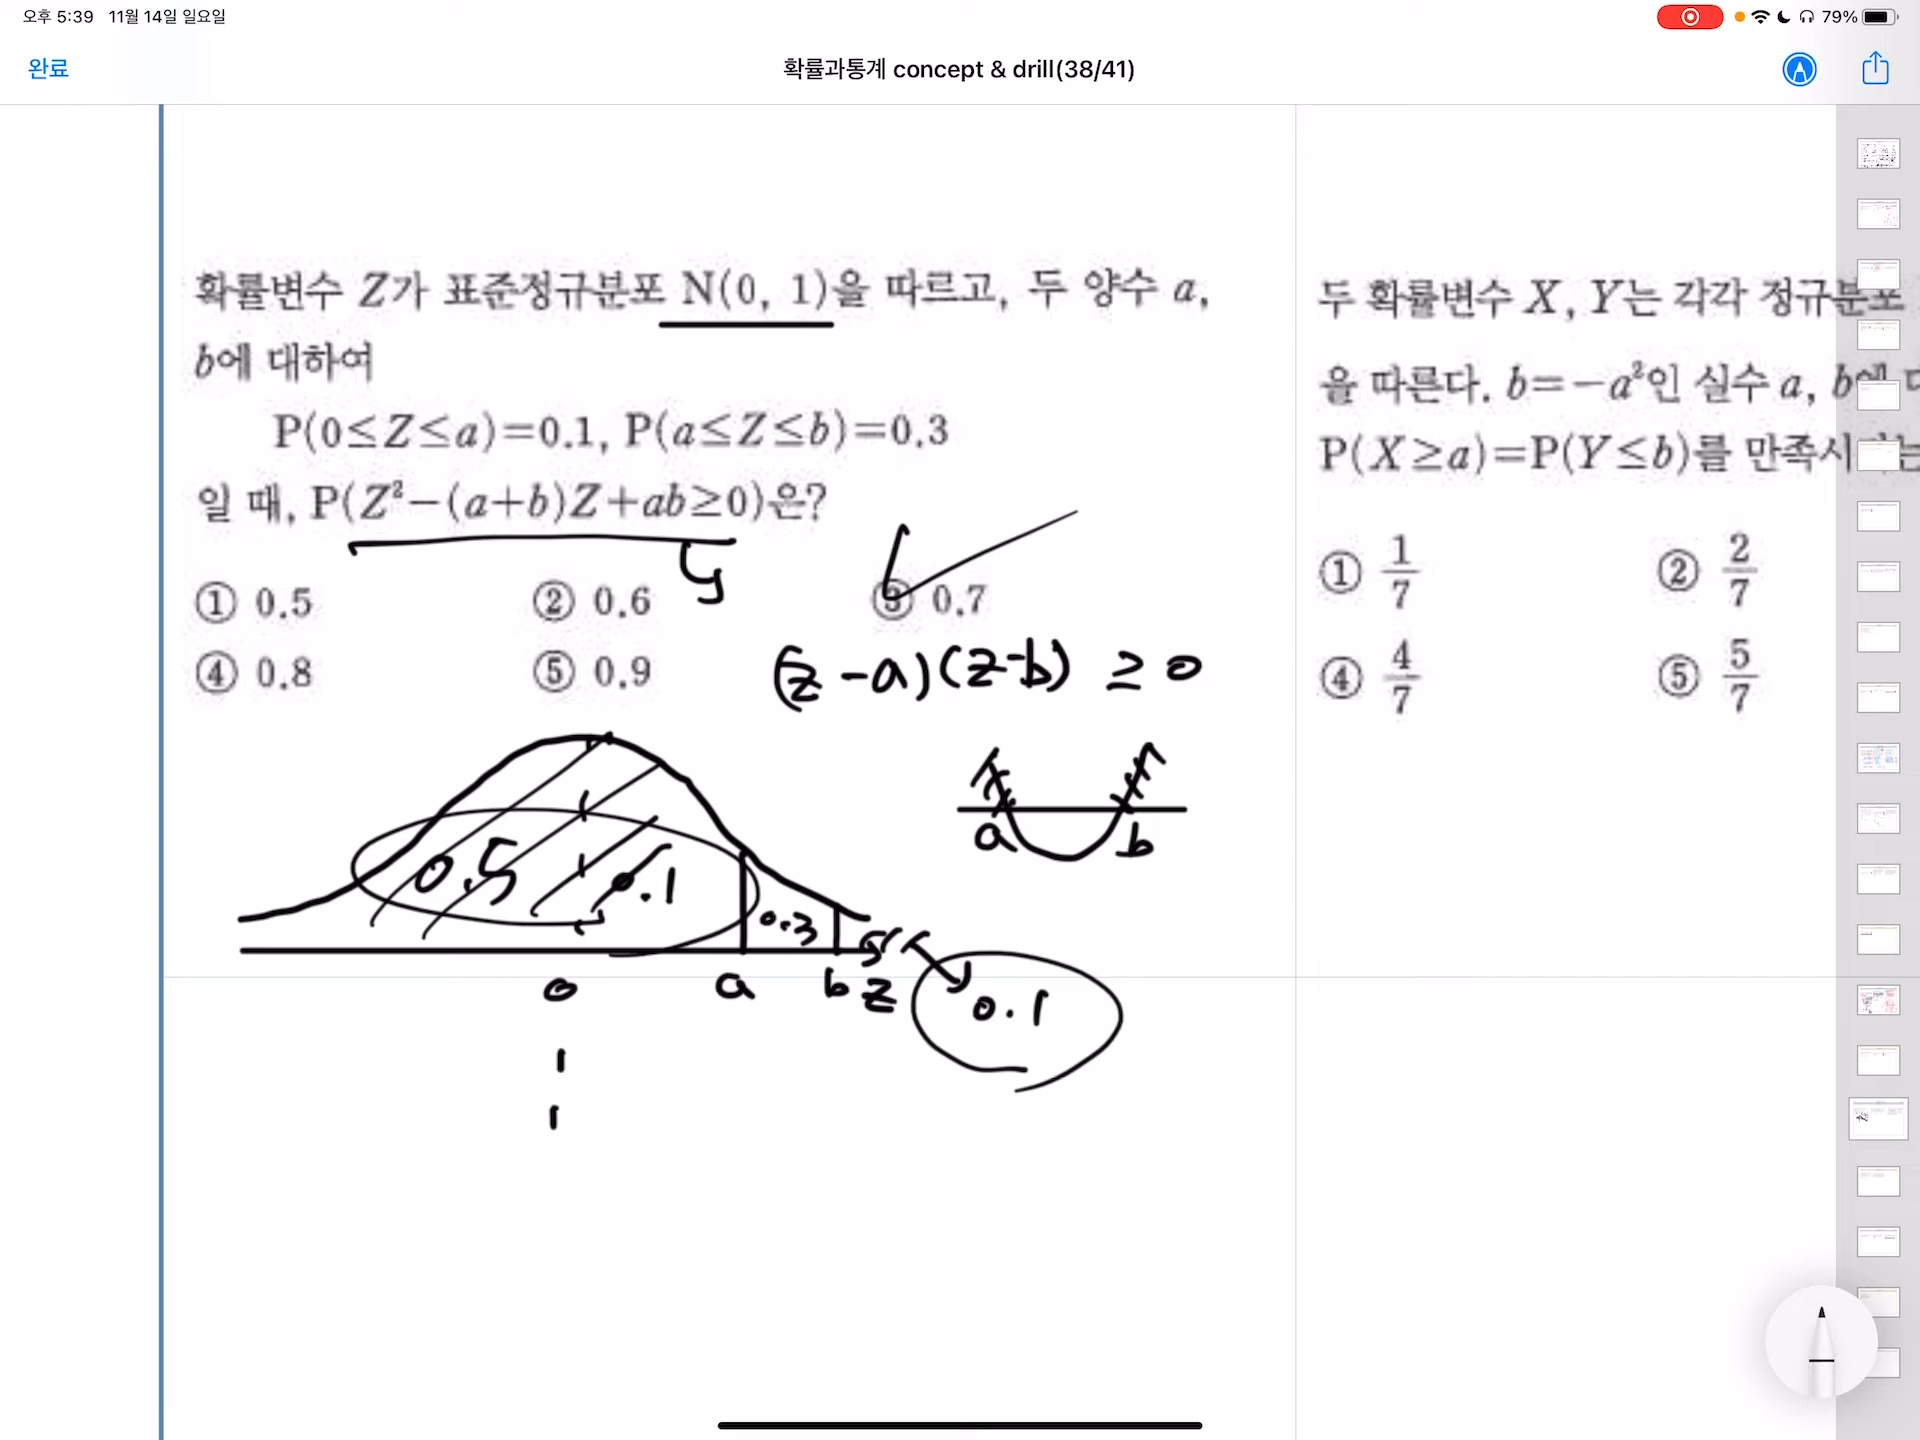 오후 5:39 11월 14일 일요일
79%
완료
확률과통계 concept & drill(38/41)
확률변수 Z가 표준정규분포 N(0, 1)을 따르고, 두 양수 a,
b에 대하여
P(0≤Z≤a)=0.1, P(a≤Z≤b)=0.3
일 때, P(Z²-(a+b)Z+ab≥0)은?
① 0.5 ② 0.6 ③ 0.7
④ 0.8 ⑤ 0.9
(z-a)(z-b) ≥ 0
a b
0.5 0.1 0.3
0 a b z
0.1
1
1
두 확률변수 X, Y는 각각 정규분포
을 따른다. b=-a²인 실수 a, b에
P(X≥a)=P(Y≤b)를 만족시
① 1/7 ② 2/7
④ 4/7 ⑤ 5/7